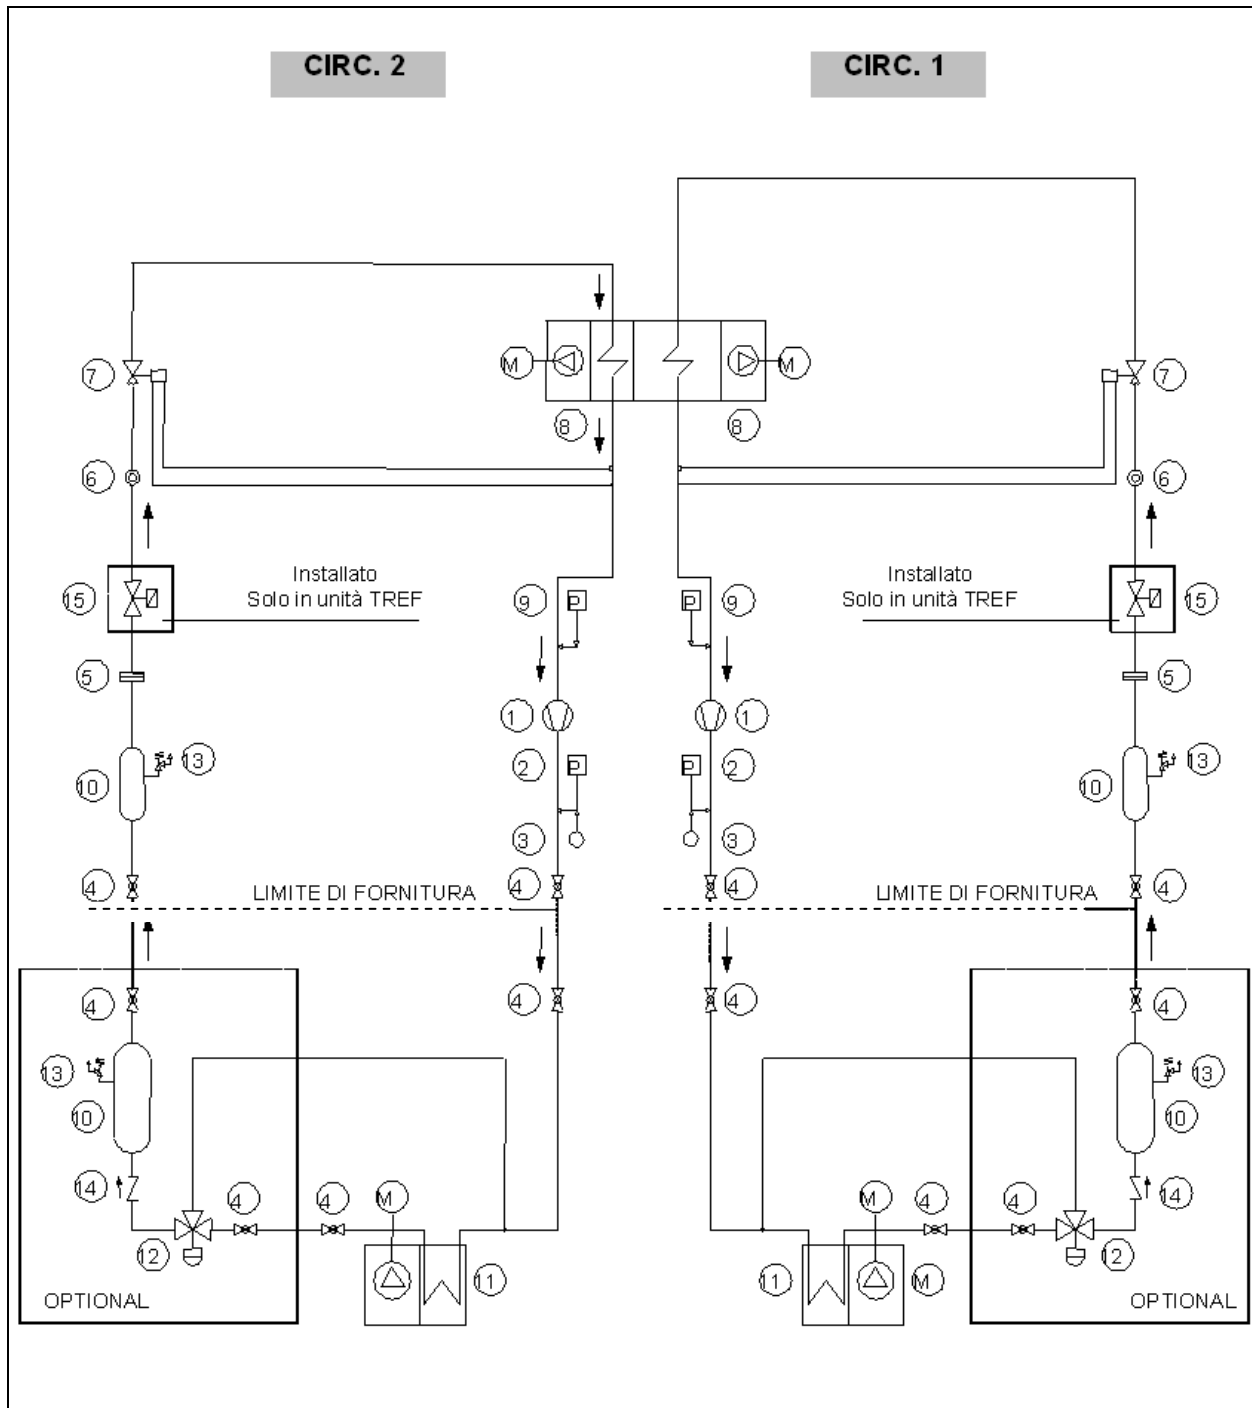 CIRC. 2 CIRC. 1
M M
7 7
8 8
6 6
Installato Installato
15 Solo in unità TREF 9 P P 9 Solo in unità TREF 15
5 5
1 1
13 2 P P 2 13
10 10
3 3
4 4 4 4
LIMITE DI FORNITURA LIMITE DI FORNITURA
4 4 4 4
13 13
10 10
14 4 4 M M 4 4 14
12 11 11 M 12
OPTIONAL OPTIONAL